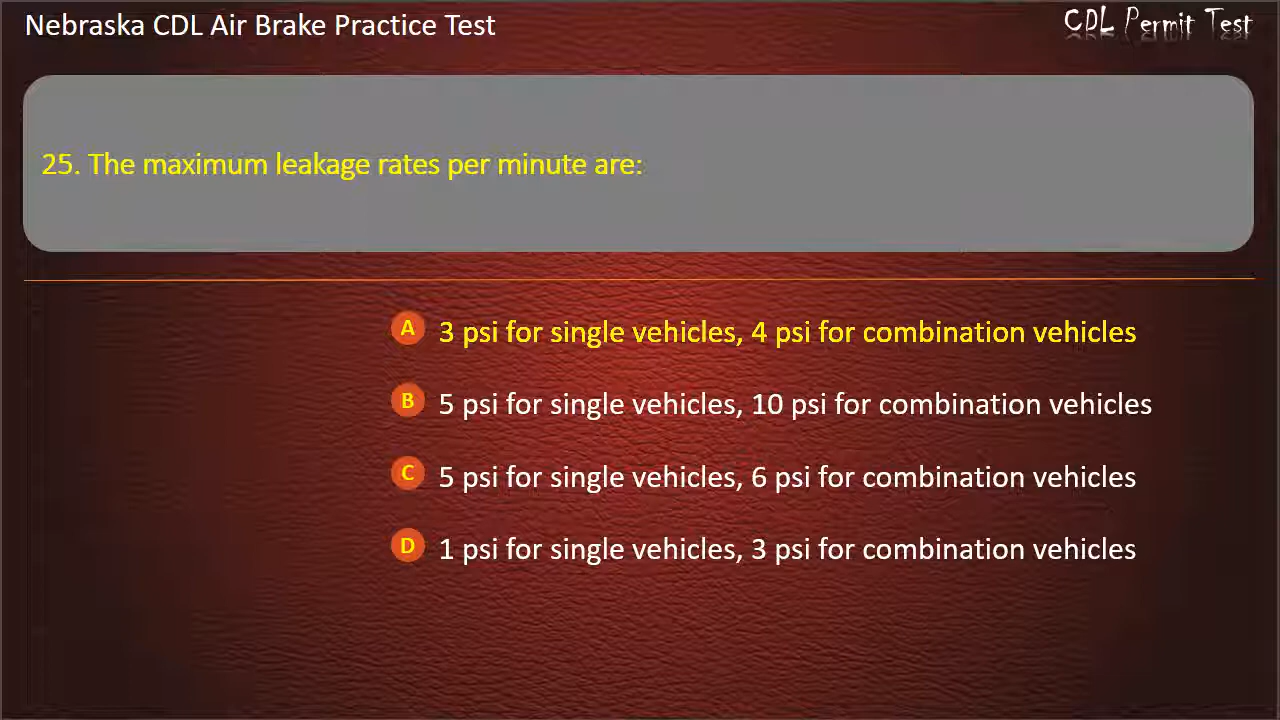 Nebraska CDL Air Brake Practice Test
CDL Permit Test
25. The maximum leakage rates per minute are:
A 3 psi for single vehicles, 4 psi for combination vehicles
B 5 psi for single vehicles, 10 psi for combination vehicles
C 5 psi for single vehicles, 6 psi for combination vehicles
D 1 psi for single vehicles, 3 psi for combination vehicles